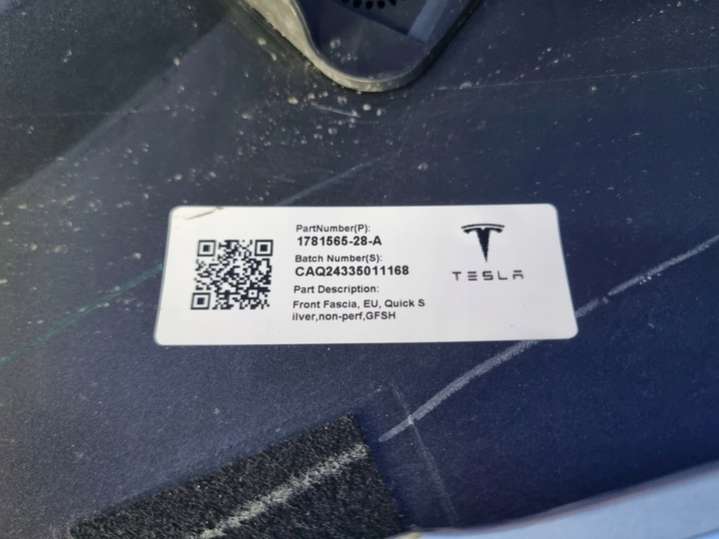 PartNumber(P):
1781565-28-A
Batch Number(S):
CAQ24335011168
Part Description:
Front Fascia, EU, Quick S
ilver,non-perf,GFSH
TESLA